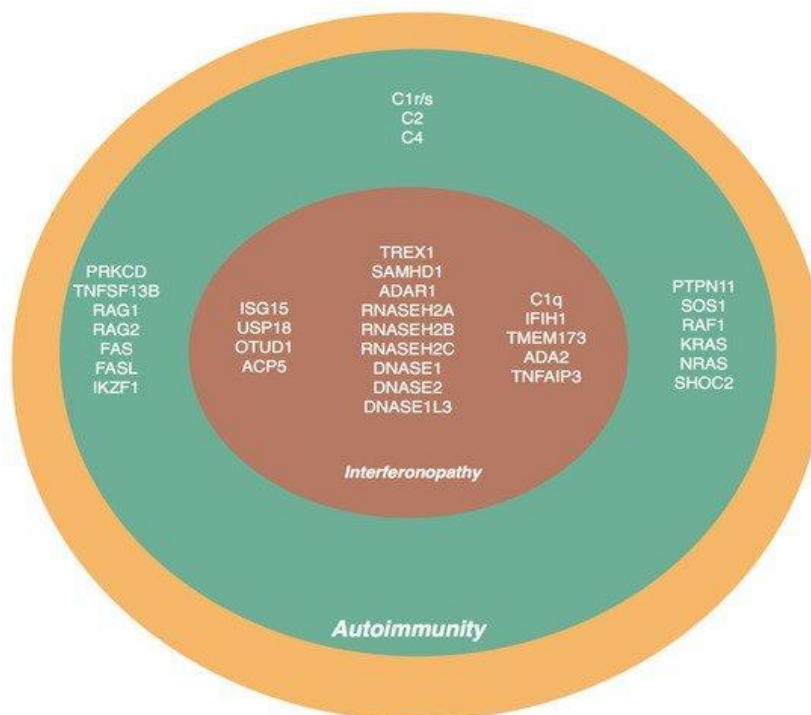 C1r/s
C2
C4
PRKCD
TNFSF13B
RAG1
RAG2
FAS
FASL
IKZF1
ISG15
USP18
OTUD1
ACP5
TREX1
SAMHD1
ADAR1
RNASEH2A
RNASEH2B
RNASEH2C
DNASE1
DNASE2
DNASE1L3
C1q
IFIH1
TMEM173
ADA2
TNFAIP3
PTPN11
SOS1
RAF1
KRAS
NRAS
SHOC2
Interferonopathy
Autoimmunity